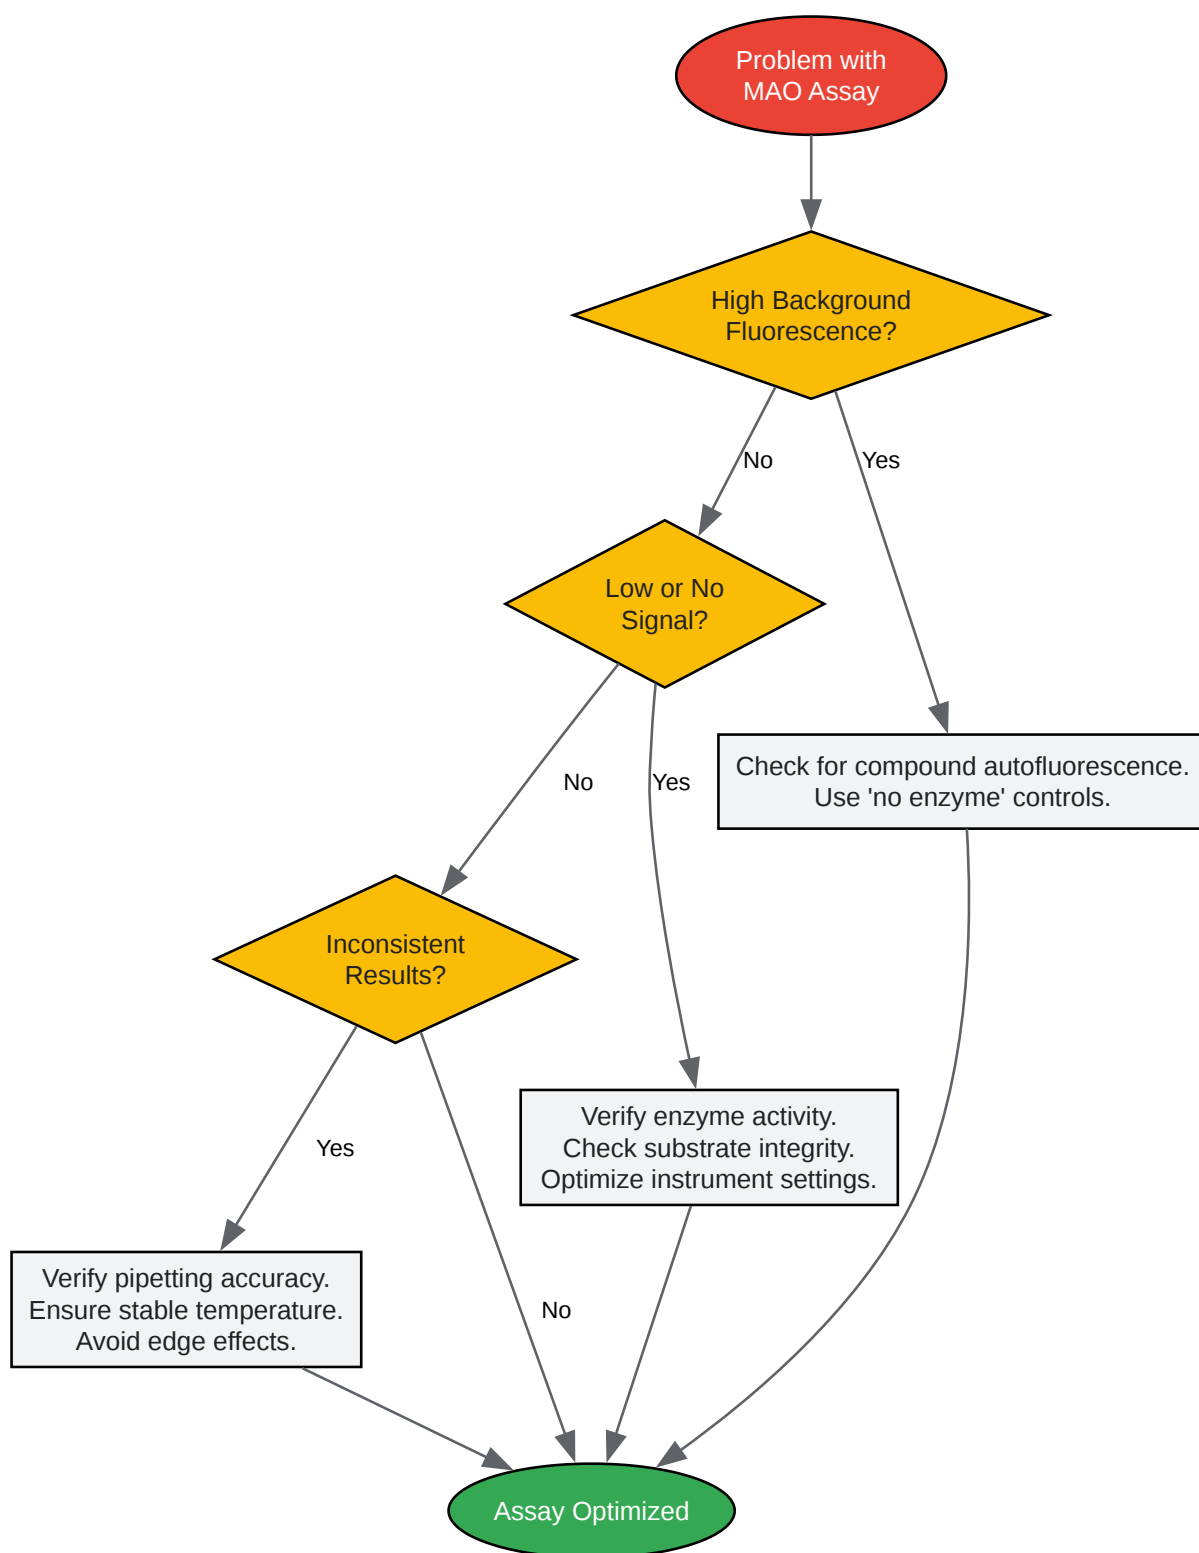 Problem with
MAO Assay
High Background
Fluorescence?
No
Yes
Low or No
Signal?
Check for compound autofluorescence.
Use 'no enzyme' controls.
No
Yes
Inconsistent
Results?
Verify enzyme activity.
Check substrate integrity.
Optimize instrument settings.
Yes
No
Verify pipetting accuracy.
Ensure stable temperature.
Avoid edge effects.
Assay Optimized